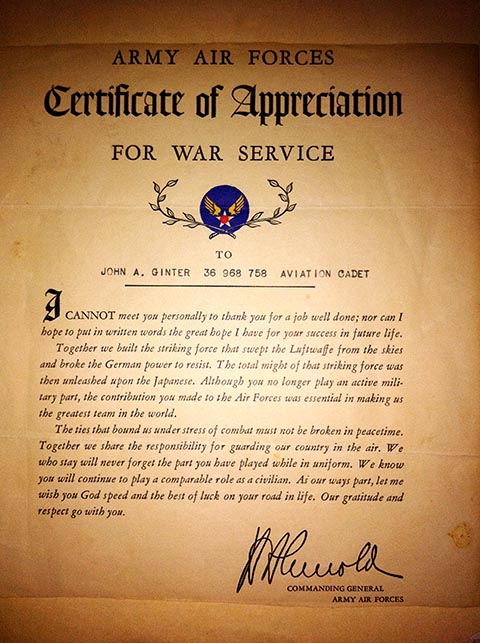 ARMY AIR FORCES
Certificate of Appreciation
FOR WAR SERVICE
TO
JOHN A. GINTER 36 968 758 AVIATION CADET
I CANNOT meet you personally to thank you for a job well done; nor can I
hope to put in written words the great hope I have for your success in future life.
Together we built the striking force that swept the Luftwaffe from the skies
and broke the German power to resist. The total might of that striking force was
then unleashed upon the Japanese. Although you no longer play an active mili-
tary part, the contribution you made to the Air Forces was essential in making us
the greatest team in the world.
The ties that bound us under stress of combat must not be broken in peacetime.
Together we share the responsibility for guarding our country in the air. We
who stay will never forget the part you have played while in uniform. We know
you will continue to play a comparable role as a civilian. As our ways part, let me
wish you God speed and the best of luck on your road in life. Our gratitude and
respect go with you.
H H Arnold
COMMANDING GENERAL
ARMY AIR FORCES